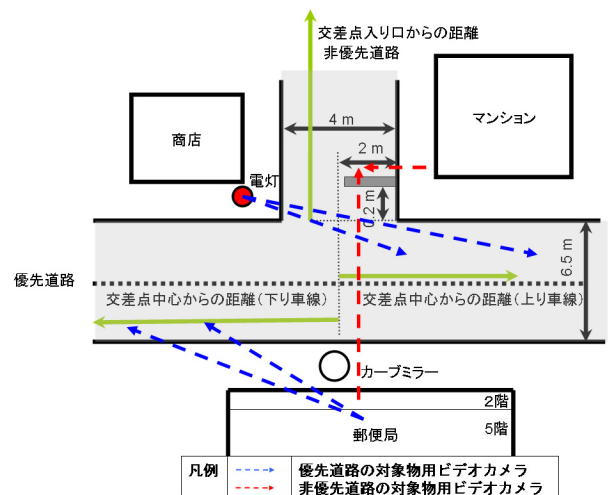 交差点入り口からの距離
非優先道路
4 m
商店
マンション
2 m
電灯
0.2 m
6.5 m
優先道路
交差点中心からの距離(下り車線)
交差点中心からの距離(上り車線)
カーブミラー
2階
郵便局
5階
凡例
優先道路の対象物用ビデオカメラ
非優先道路の対象物用ビデオカメラ